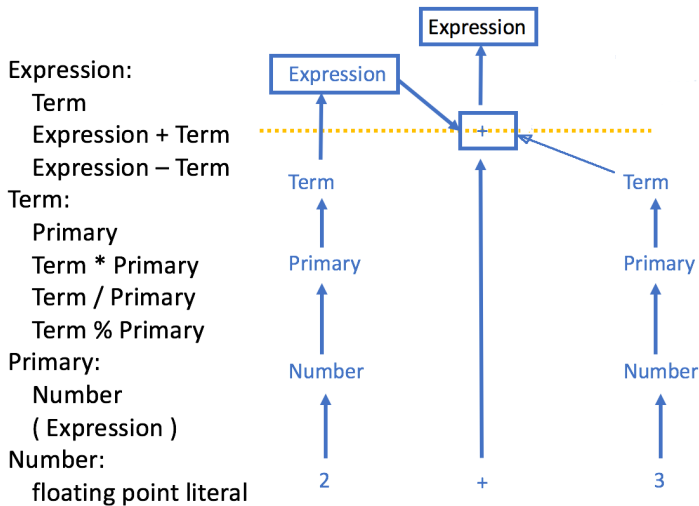 Expression:
Term
Expression + Term
Expression – Term
Term:
Primary
Term * Primary
Term / Primary
Term % Primary
Primary:
Number
( Expression )
Number:
floating point literal
Expression
Expression
+
Term
Term
Primary
Primary
Number
Number
2
+
3